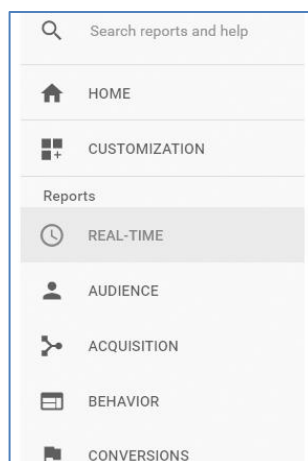 Search reports and help
HOME
CUSTOMIZATION
Reports
REAL-TIME
AUDIENCE
ACQUISITION
BEHAVIOR
CONVERSIONS